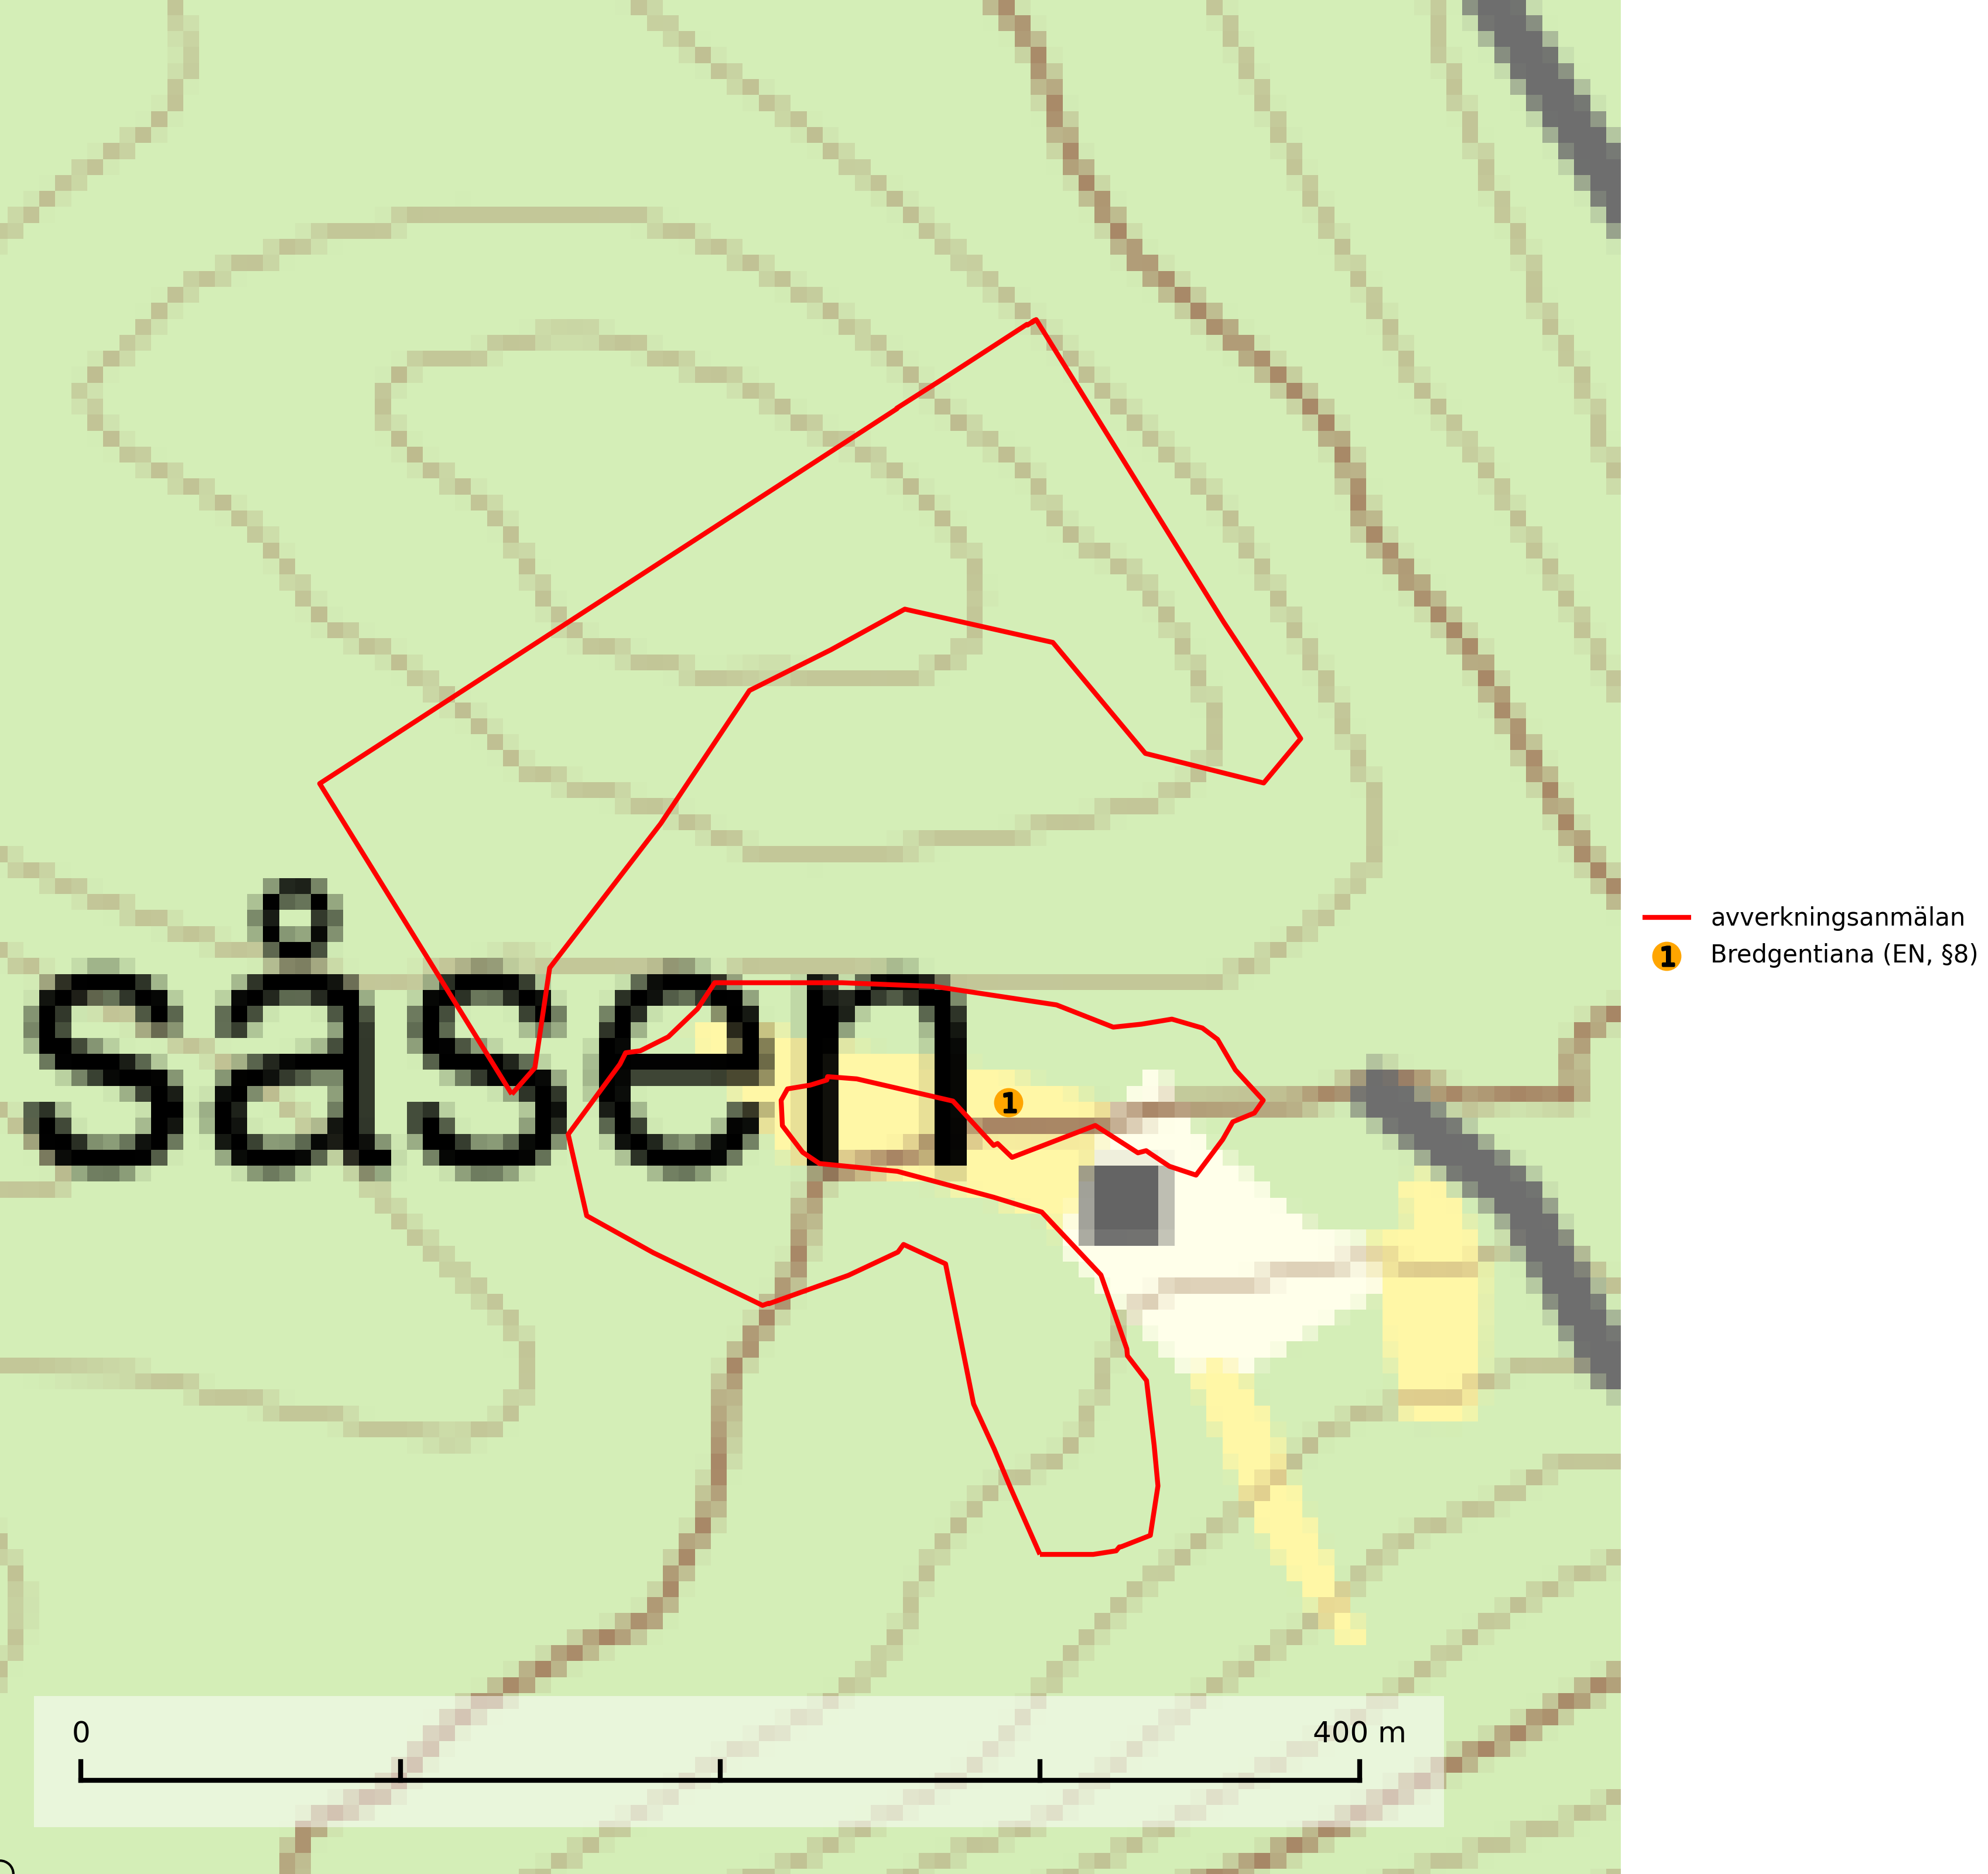 såsen
1
avverkningsanmälan
1 Bredgentiana (EN, §8)
0 400 m